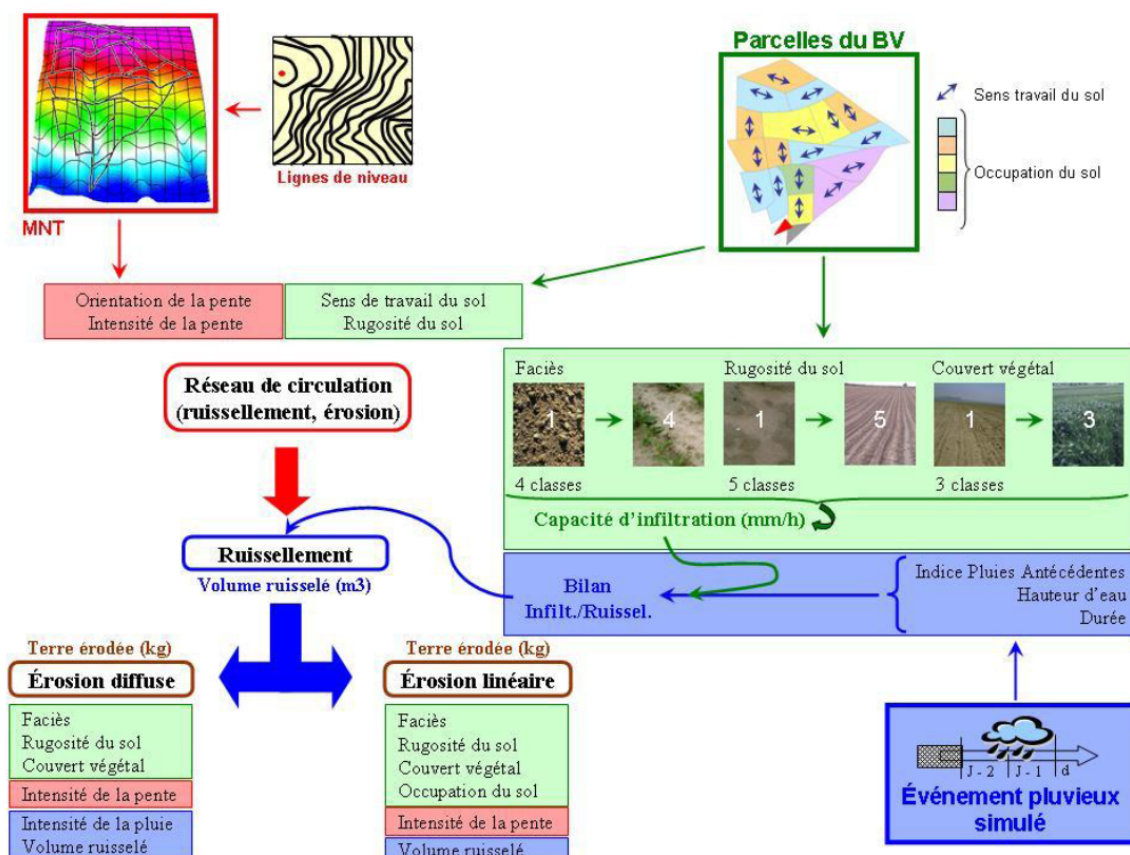 Parcelles du BV
Sens travail du sol
Occupation du sol
Lignes de niveau
MNT
Orientation de la pente
Intensité de la pente
Sens de travail du sol
Rugosité du sol
Réseau de circulation
(ruissellement, érosion)
Faciès
Rugosité du sol
Couvert végétal
1
4
1
5
1
3
4 classes
5 classes
3 classes
Capacité d'infiltration (mm/h)
Ruissellement
Volume ruisselé (m3)
Bilan
Infilt./Ruissel.
Indice Pluies Antécédentes
Hauteur d'eau
Durée
Terre érodée (kg)
Érosion diffuse
Faciès
Rugosité du sol
Couvert végétal
Intensité de la pente
Intensité de la pluie
Volume ruisselé
Terre érodée (kg)
Érosion linéaire
Faciès
Rugosité du sol
Couvert végétal
Occupation du sol
Intensité de la pente
Volume ruisselé
J - 2 J - 1 d
Événement pluvieux
simulé